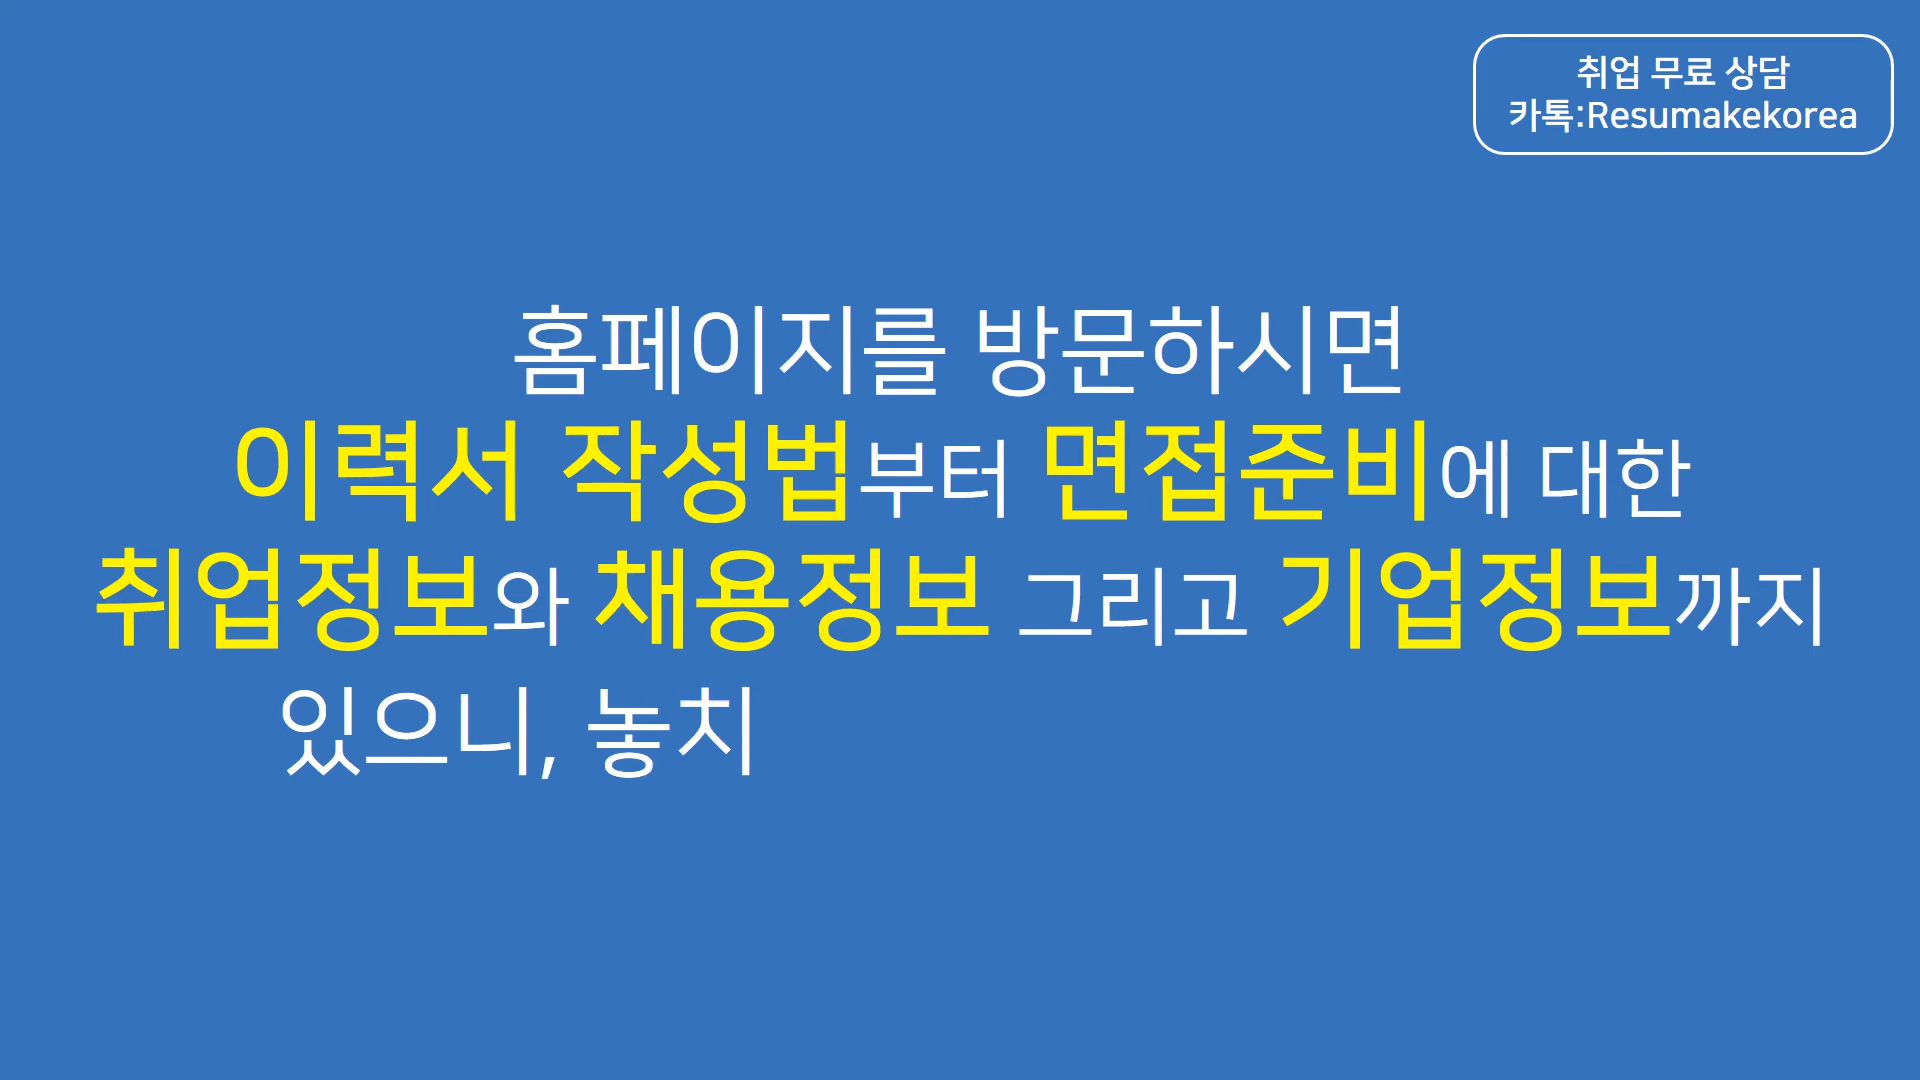 취업 무료 상담
카톡:Resumakekorea
홈페이지를 방문하시면
이력서 작성법부터 면접준비에 대한
취업정보와 채용정보 그리고 기업정보까지
있으니, 놓치